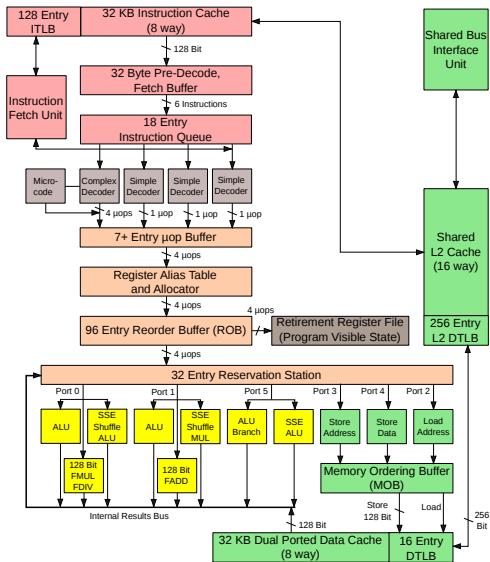 128 Entry
ITLB
32 KB Instruction Cache
(8 way)
Shared Bus
Interface
Unit
128 Bit
32 Byte Pre-Decode,
Fetch Buffer
Instruction
Fetch Unit
6 Instructions
18 Entry
Instruction Queue
Micro-
code
Complex
Decoder
Simple
Decoder
Simple
Decoder
Simple
Decoder
4 µops
1 µop
1 µop
1 µop
Shared
L2 Cache
(16 way)
7+ Entry µop Buffer
4 µops
Register Alias Table
and Allocator
4 µops
4 µops
96 Entry Reorder Buffer (ROB)
Retirement Register File
(Program Visible State)
256 Entry
L2 DTLB
4 µops
32 Entry Reservation Station
Port 0
Port 1
Port 5
Port 3
Port 4
Port 2
ALU
SSE
Shuffle
ALU
ALU
SSE
Shuffle
MUL
ALU
Branch
SSE
ALU
Store
Address
Store
Data
Load
Address
128 Bit
FMUL
FDIV
128 Bit
FADD
Memory Ordering Buffer
(MOB)
Internal Results Bus
128 Bit
Store
128 Bit
Load
256
Bit
32 KB Dual Ported Data Cache
(8 way)
16 Entry
DTLB